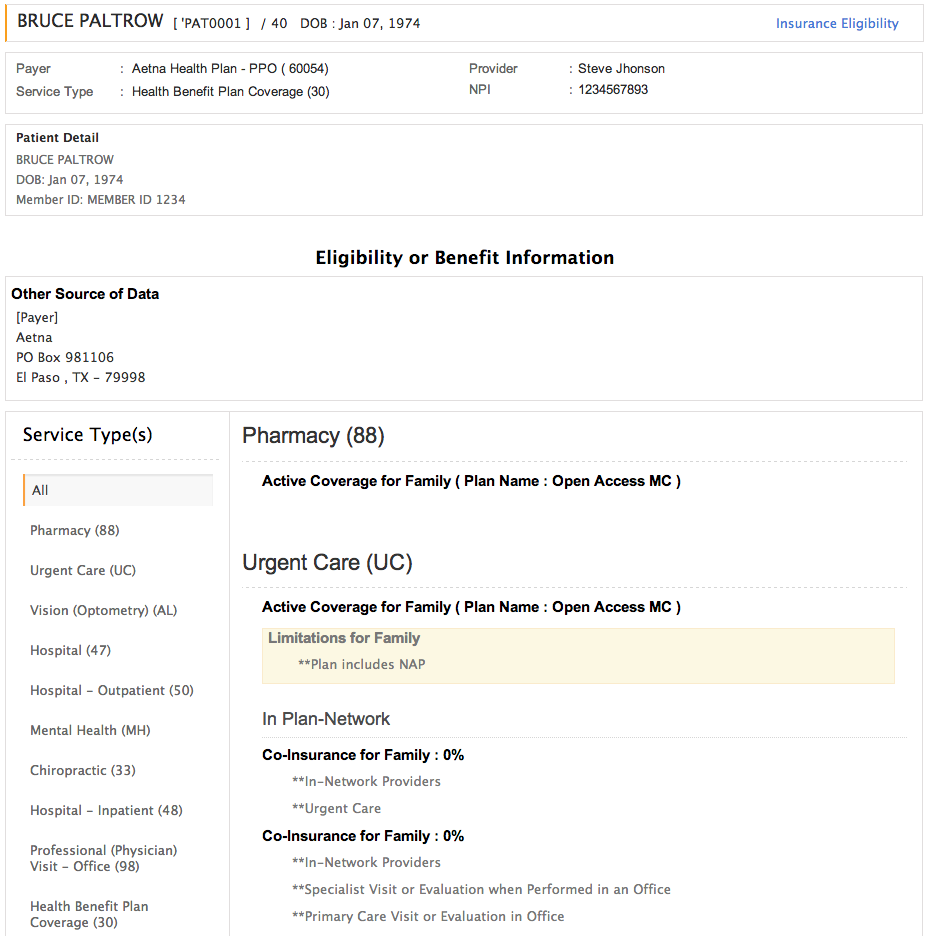 BRUCE PALTROW [ 'PAT0001 ] / 40 DOB : Jan 07, 1974 Insurance Eligibility
Payer : Aetna Health Plan - PPO ( 60054) Provider : Steve Jhonson
Service Type : Health Benefit Plan Coverage (30) NPI : 1234567893
Patient Detail
BRUCE PALTROW
DOB: Jan 07, 1974
Member ID: MEMBER ID 1234
Eligibility or Benefit Information
Other Source of Data
[Payer]
Aetna
PO Box 981106
El Paso , TX - 79998
Service Type(s)
All
Pharmacy (88)
Urgent Care (UC)
Vision (Optometry) (AL)
Hospital (47)
Hospital - Outpatient (50)
Mental Health (MH)
Chiropractic (33)
Hospital - Inpatient (48)
Professional (Physician)
Visit - Office (98)
Health Benefit Plan
Coverage (30)
Pharmacy (88)
Active Coverage for Family ( Plan Name : Open Access MC )
Urgent Care (UC)
Active Coverage for Family ( Plan Name : Open Access MC )
Limitations for Family
**Plan includes NAP
In Plan-Network
Co-Insurance for Family : 0%
**In-Network Providers
**Urgent Care
Co-Insurance for Family : 0%
**In-Network Providers
**Specialist Visit or Evaluation when Performed in an Office
**Primary Care Visit or Evaluation in Office